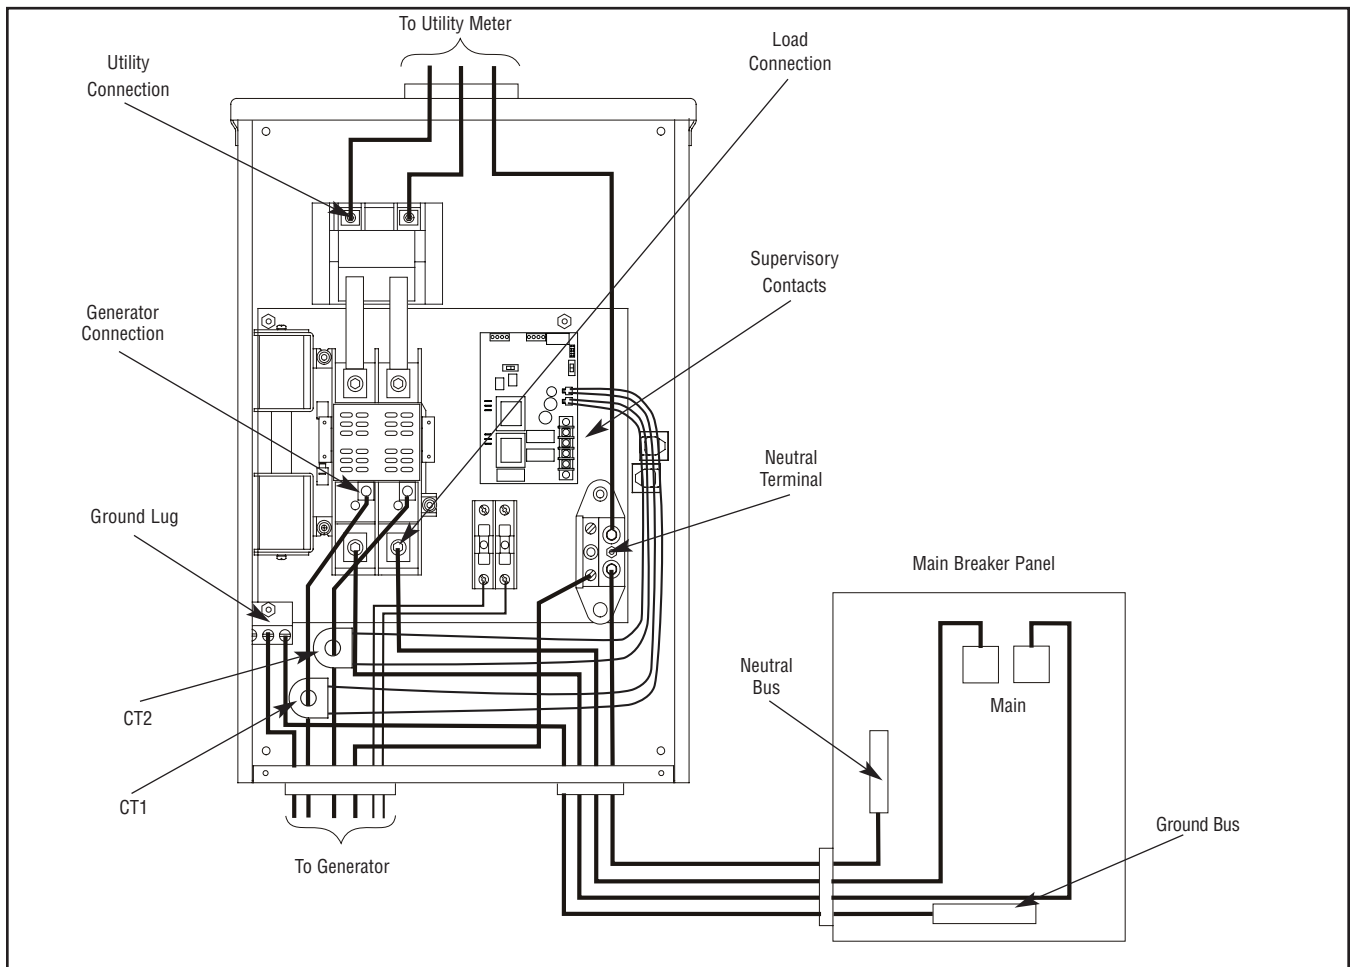 To Utility Meter
Load
Connection
Utility
Connection
Supervisory
Contacts
Generator
Connection
Neutral
Terminal
Ground Lug
Main Breaker Panel
Neutral
Bus
Main
CT2
CT1
Ground Bus
To Generator